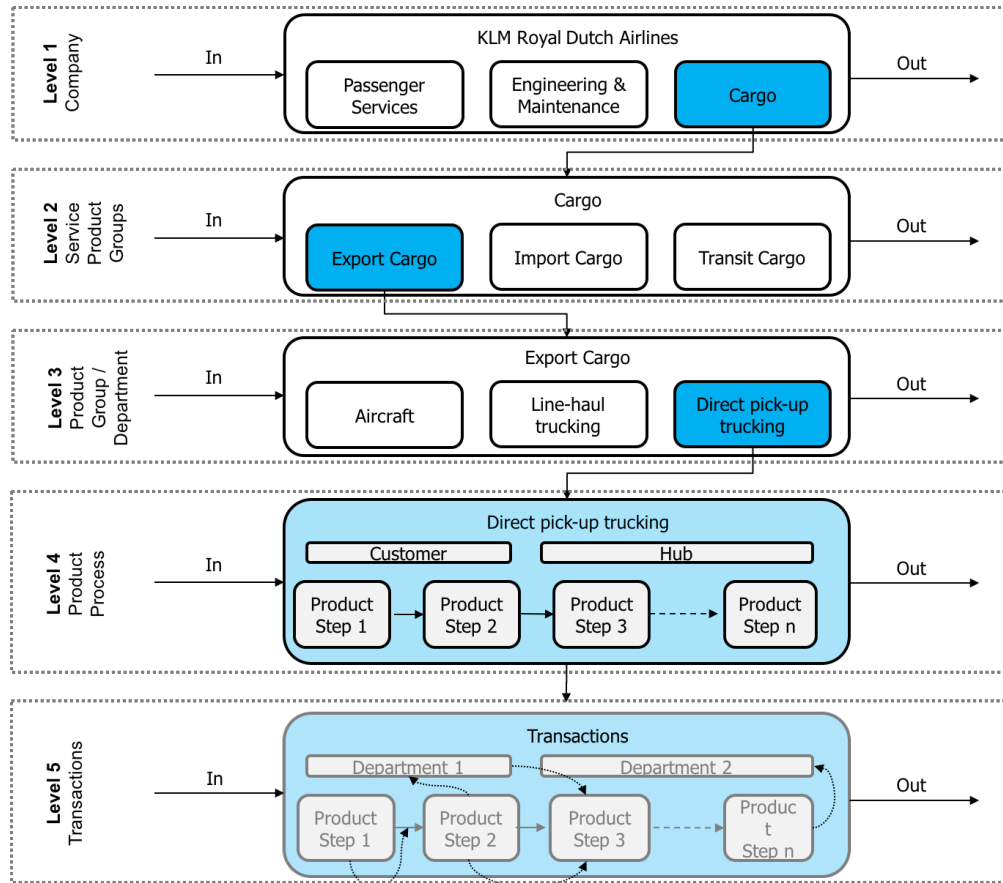 Level 1
Company
In
KLM Royal Dutch Airlines
Passenger
Services
Engineering &
Maintenance
Cargo
Out
Level 2
Service
Product
Groups
In
Cargo
Export Cargo
Import Cargo
Transit Cargo
Out
Level 3
Product
Group /
Department
In
Export Cargo
Aircraft
Line-haul
trucking
Direct pick-up
trucking
Out
Level 4
Product
Process
In
Direct pick-up trucking
Customer
Hub
Product
Step 1
Product
Step 2
Product
Step 3
Product
Step n
Out
Level 5
Transactions
In
Transactions
Department 1
Department 2
Product
Step 1
Product
Step 2
Product
Step 3
Produc
t
Step n
Out